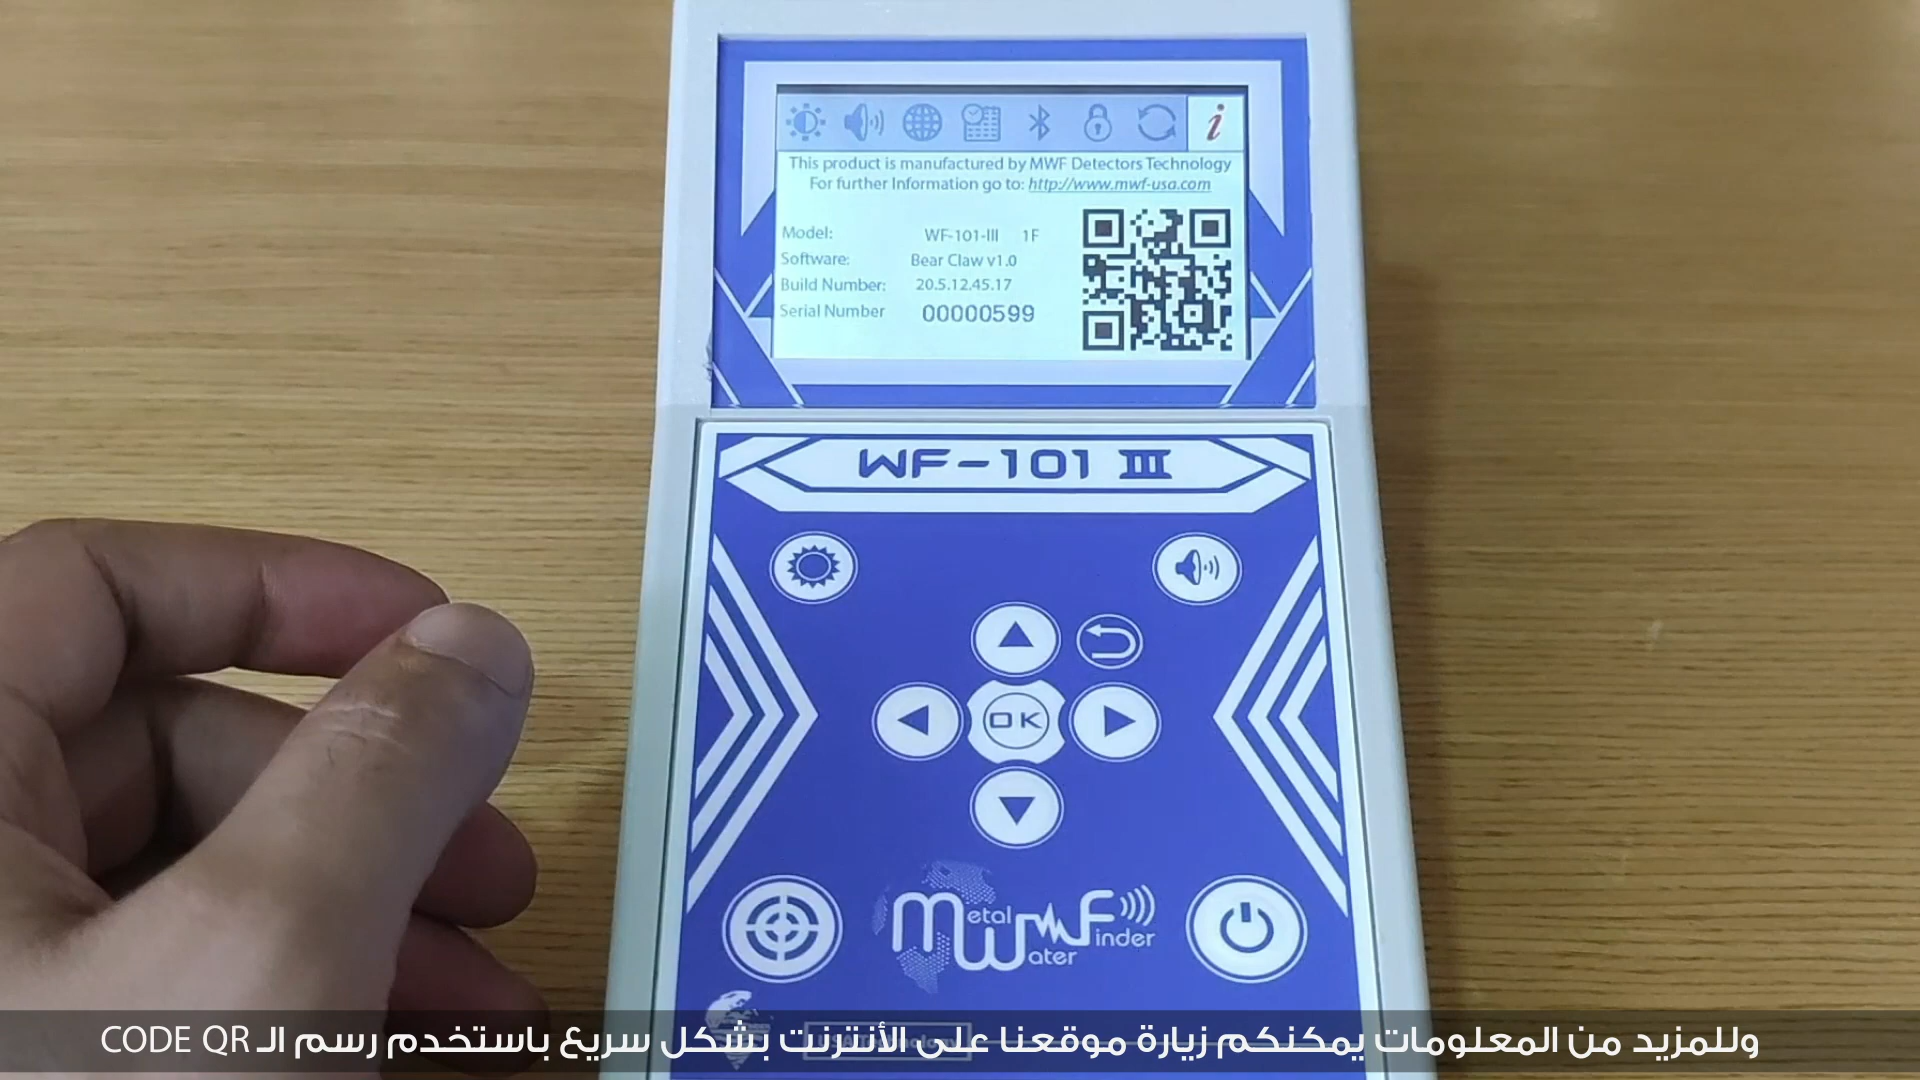 This product is manufactured by MWF Detectors Technology
For further Information go to: http://www.mwf-usa.com
Model: WF-101-III 1F
Software: Bear Claw v1.0
Build Number: 20.5.12.45.17
Serial Number 00000599
WF-101 III
OK
Metal
Water
Finder
وللمزيد من المعلومات يمكنكم زيارة موقعنا على الأنترنت بشكل سريع باستخدم رسم الـ CODE QR